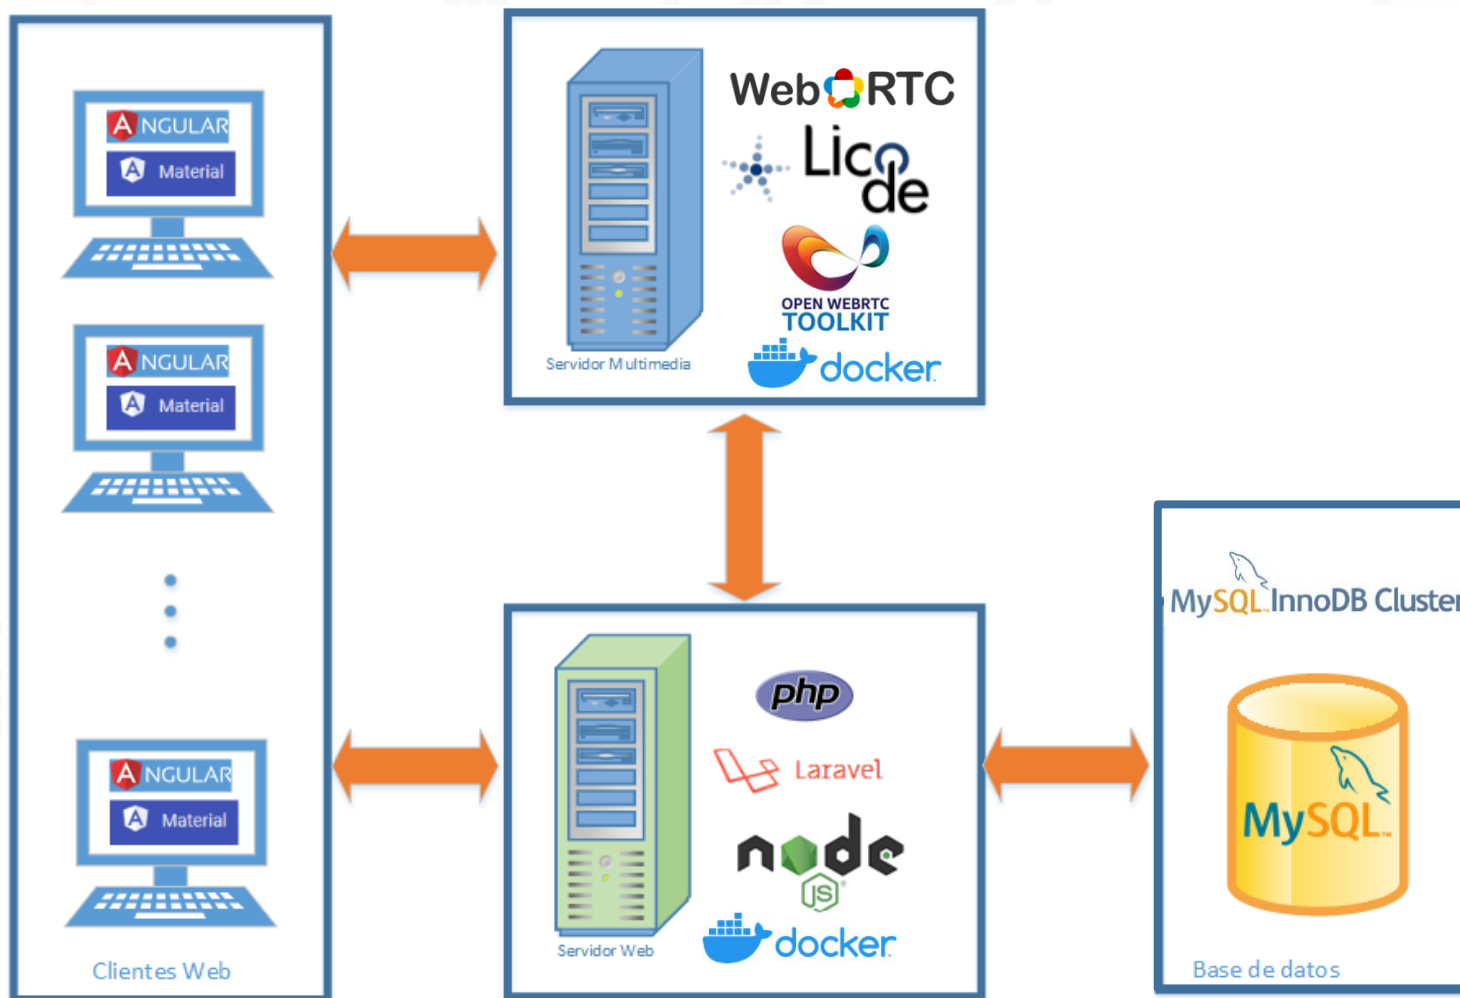 ANGULAR
Material
ANGULAR
Material
ANGULAR
Material
Clientes Web
WebRTC
Licode
OPEN WEBRTC
TOOLKIT
docker
Servidor Multimedia
php
Laravel
node
JS
docker
Servidor Web
MySQL InnoDB Cluster
MySQL
Base de datos